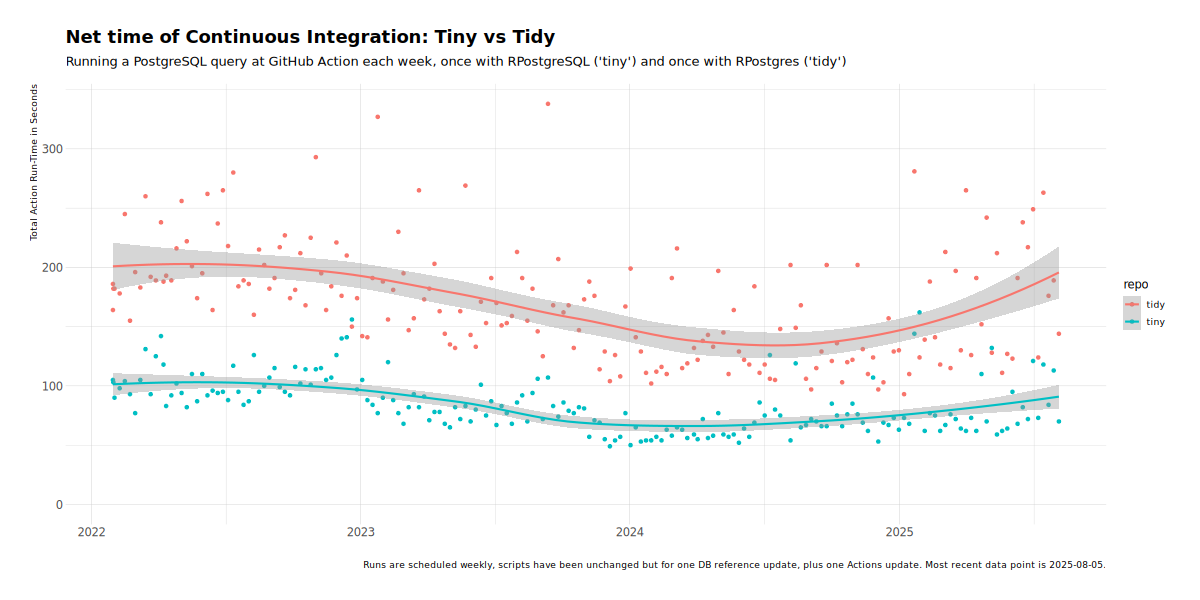 Net time of Continuous Integration: Tiny vs Tidy
Running a PostgreSQL query at GitHub Action each week, once with RPostgreSQL ('tiny') and once with RPostgres ('tidy')
Total Action Run-Time in Seconds
300
200
100
0
2022
2023
2024
2025
repo
tidy
tiny
Runs are scheduled weekly, scripts have been unchanged but for one DB reference update, plus one Actions update. Most recent data point is 2025-08-05.